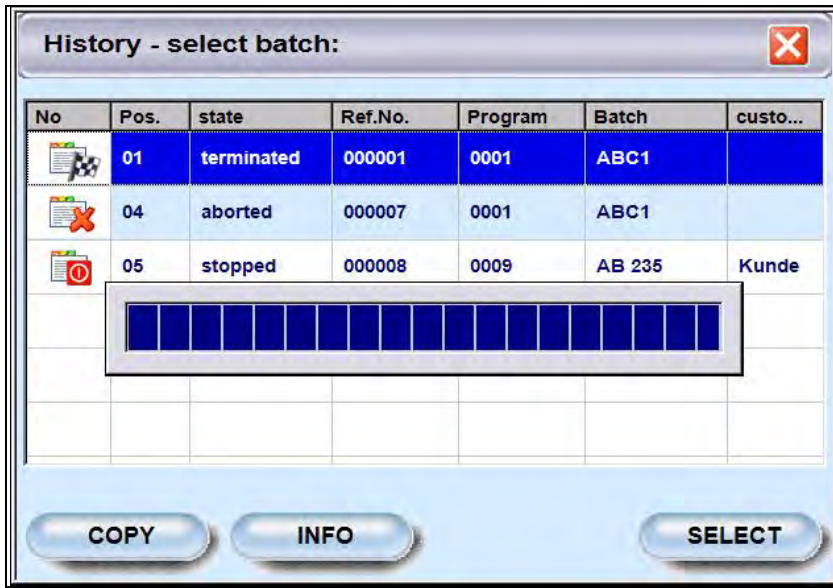 History - select batch:
No Pos. state Ref.No. Program Batch custo...
01 terminated 000001 0001 ABC1
04 aborted 000007 0001 ABC1
05 stopped 000008 0009 AB 235 Kunde
COPY INFO SELECT